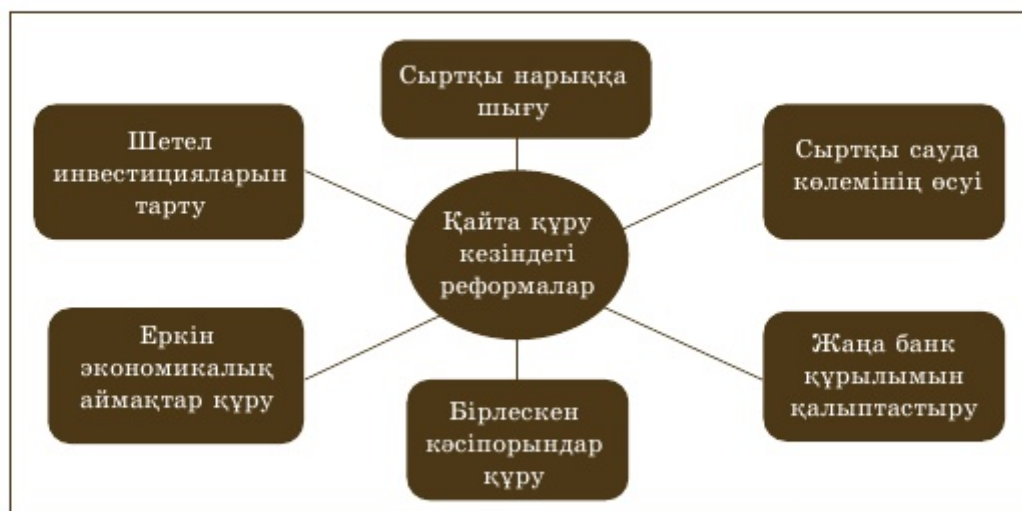 Сыртқы нарыққа
шығу
Шетел
инвестицияларын
тарту
Сыртқы сауда
көлемінің өсуі
Қайта құру
кезіндегі
реформалар
Еркін
экономикалық
аймақтар құру
Бірлескен
кәсіпорындар
құру
Жаңа банк
құрылымын
қалыптастыру